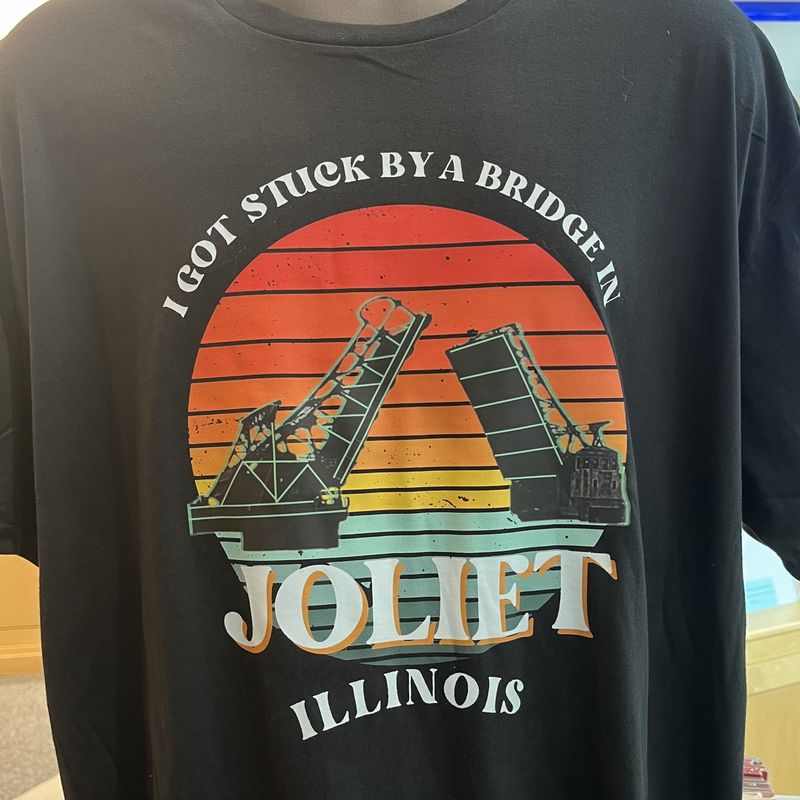 I GOT STUCK BY A BRIDGE IN
JOLIET
ILLINOIS